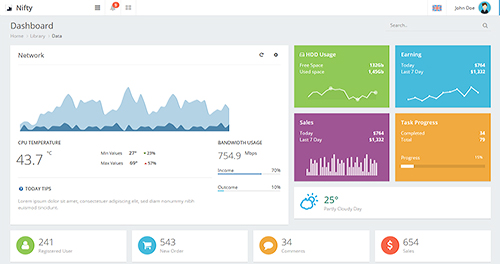 Nifty
8
John Doe
Dashboard
Search..
Home › Library › Data
Network
CPU TEMPERATURE
43.7 °C
Min Values 27° 23%
Max Values 69° 57%
TODAY TIPS
Lorem ipsum dolor sit amet, consectetuer adipiscing elit, sed diam nonummy nibh
euismod tincidunt.
BANDWIDTH USAGE
754.9 Mbps
Income 70%
Outcome 10%
HDD Usage
Free Space 132Gb
Used space 1,45Gb
Earning
Today $764
Last 7 Day $1,332
Sales
Today $764
Last 7 Day $1,332
Task Progress
Completed 34
Total 79
Progress 15%
25°
Partly Cloudy Day
241
Registered User
543
New Order
34
Comments
654
Sales